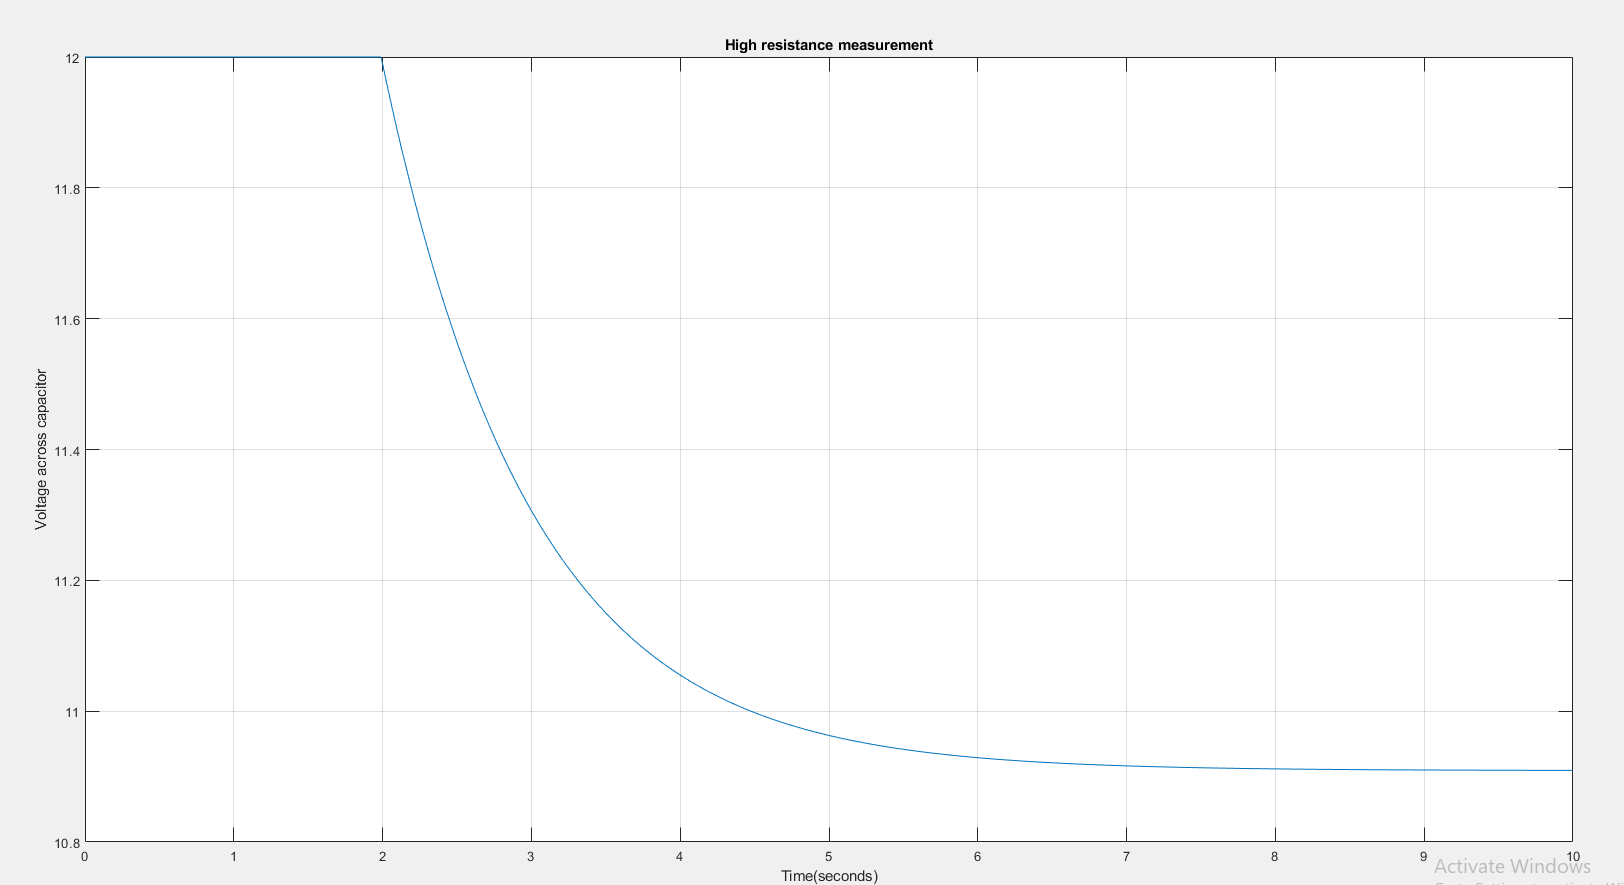 High resistance measurement
12
11.8
11.6
11.4
11.2
11
10.8
Voltage across capacitor
0 1 2 3 4 5 6 7 8 9 10
Time(seconds)
Activate Windows